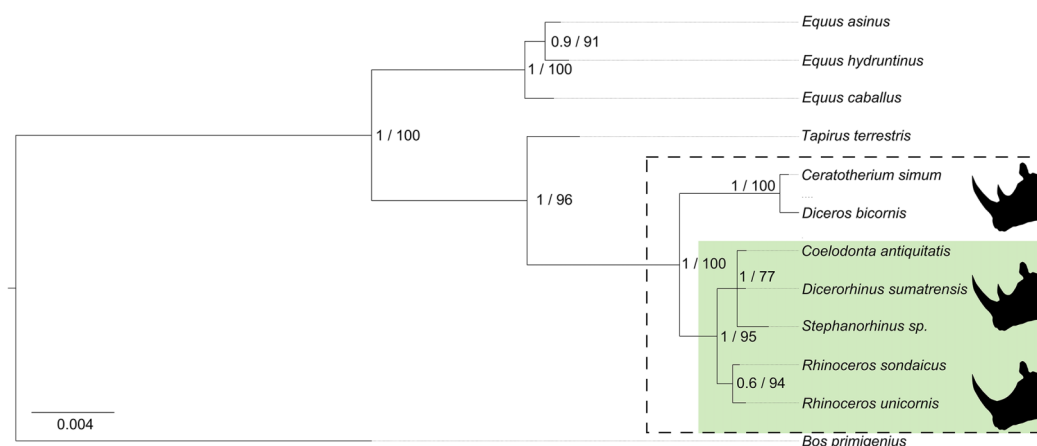 Equus asinus
0.9 / 91
Equus hydruntinus
1 / 100
Equus caballus
1 / 100
Tapirus terrestris
Ceratotherium simum
1 / 100
1 / 96
Diceros bicornis
Coelodonta antiquitatis
1 / 100
1 / 77
Dicerorhinus sumatrensis
Stephanorhinus sp.
1 / 95
Rhinoceros sondaicus
0.6 / 94
Rhinoceros unicornis
0.004
Bos primigenius